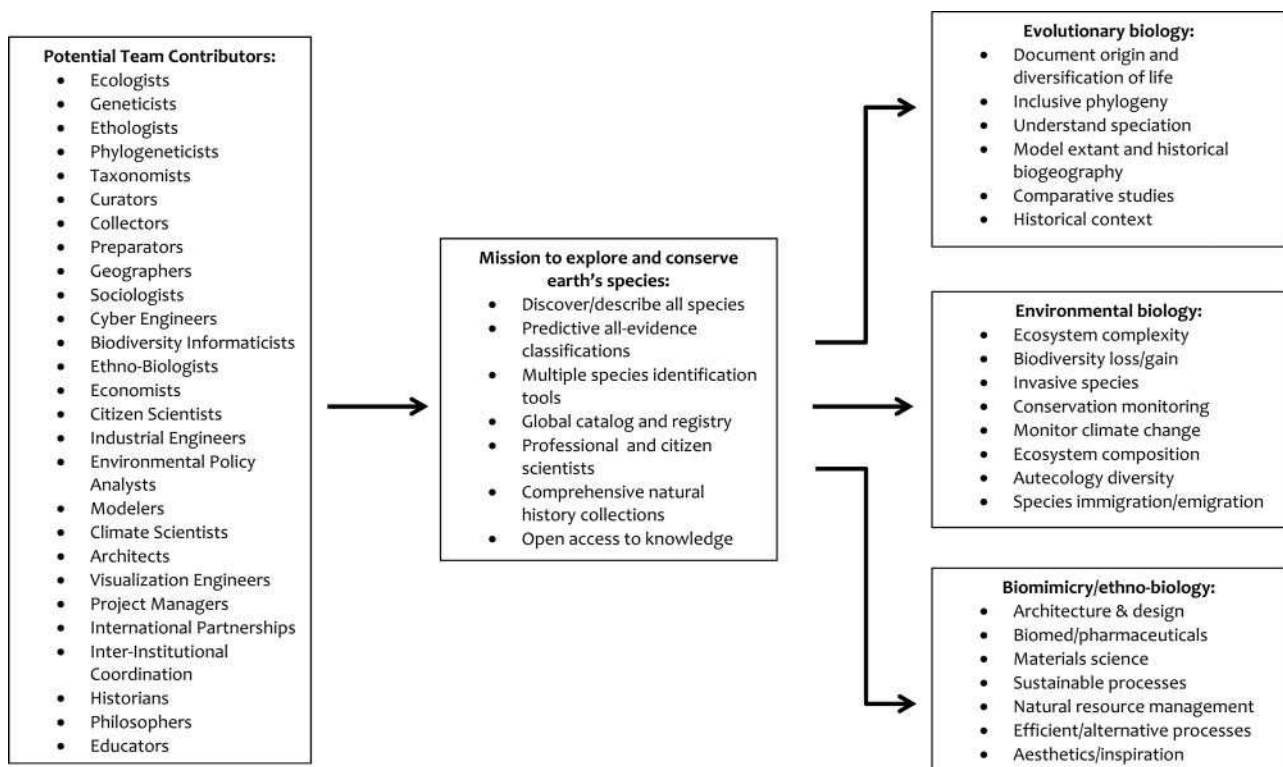 Potential Team Contributors:
• Ecologists
• Geneticists
• Ethologists
• Phylogeneticists
• Taxonomists
• Curators
• Collectors
• Preparators
• Geographers
• Sociologists
• Cyber Engineers
• Biodiversity Informaticists
• Ethno-Biologists
• Economists
• Citizen Scientists
• Industrial Engineers
• Environmental Policy
Analysts
• Modelers
• Climate Scientists
• Architects
• Visualization Engineers
• Project Managers
• International Partnerships
• Inter-Institutional
Coordination
• Historians
• Philosophers
• Educators
Mission to explore and conserve
earth's species:
• Discover/describe all species
• Predictive all-evidence
classifications
• Multiple species identification
tools
• Global catalog and registry
• Professional and citizen
scientists
• Comprehensive natural
history collections
• Open access to knowledge
Evolutionary biology:
• Document origin and
diversification of life
• Inclusive phylogeny
• Understand speciation
• Model extant and historical
biogeography
• Comparative studies
• Historical context
Environmental biology:
• Ecosystem complexity
• Biodiversity loss/gain
• Invasive species
• Conservation monitoring
• Monitor climate change
• Ecosystem composition
• Autecology diversity
• Species immigration/emigration
Biomimicry/ethno-biology:
• Architecture & design
• Biomed/pharmaceuticals
• Materials science
• Sustainable processes
• Natural resource management
• Efficient/alternative processes
• Aesthetics/inspiration